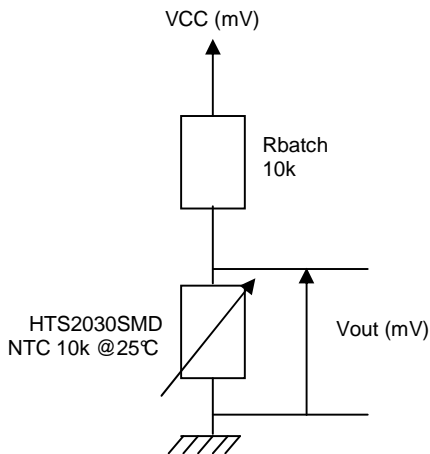 VCC (mV)
Rbatch
10k
HTS2030SMD
NTC 10k @25℃
Vout (mV)